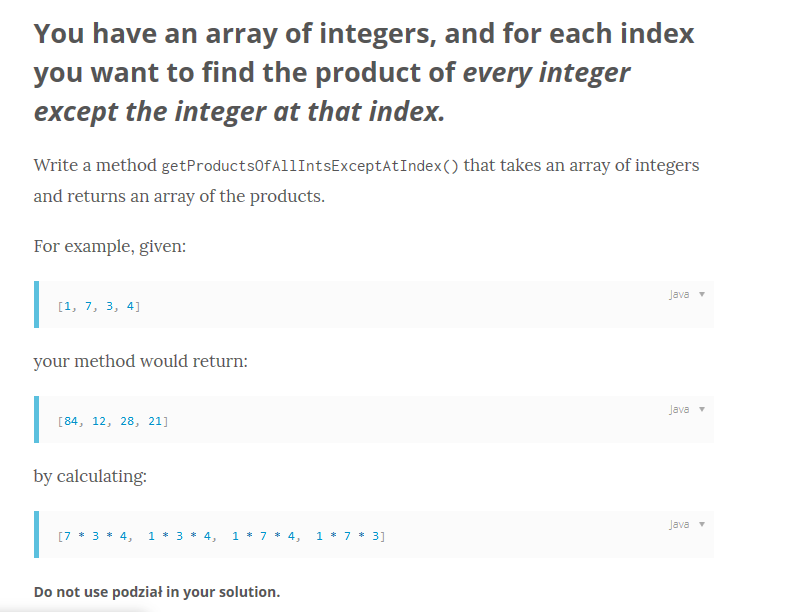 You have an array of integers, and for each index
you want to find the product of every integer
except the integer at that index.
Write a method getProductsOfAllIntsExceptAtIndex() that takes an array of integers
and returns an array of the products.
For example, given:
Java ▼
[1, 7, 3, 4]
your method would return:
Java ▼
[84, 12, 28, 21]
by calculating:
Java ▼
[7 * 3 * 4,  1 * 3 * 4,  1 * 7 * 4,  1 * 7 * 3]
Do not use podział in your solution.